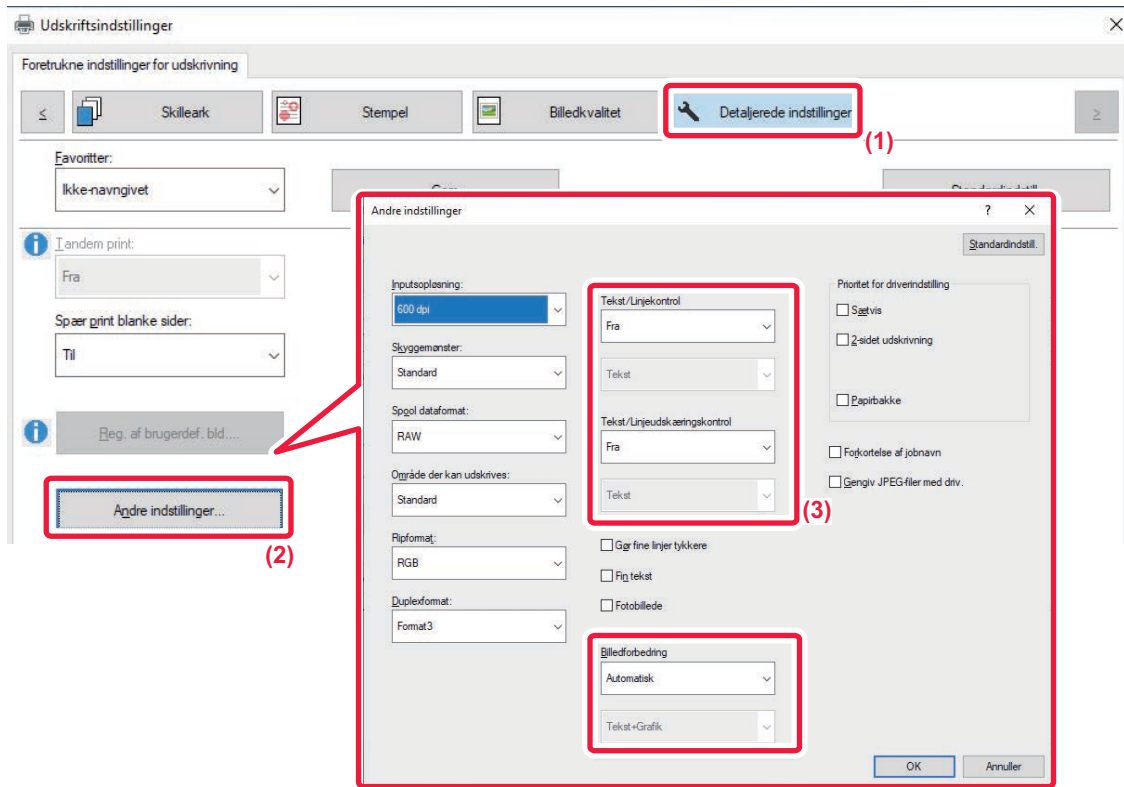 Udskriftsindstillinger
Foretrukne indstillinger for udskrivning
<
Skilleark
Stempel
Billedkvalitet
Detaljerede indstillinger
>
(1)
Favoritter:
Ikke-navngivet
Tandem print:
Fra
Spær print blanke sider:
Til
Reg. af brugerdef. bld....
Andre indstillinger...
(2)
Andre indstillinger
?
Standardindstill.
Inputsopløsning:
600 dpi
Skyggemønster:
Standard
Spool dataformat:
RAW
Område der kan udskrives:
Standard
Ripformat:
RGB
Duplexformat:
Format3
Tekst/Linjekontrol
Fra
Tekst
Tekst/Linjeudskæringskontrol
Fra
Tekst
(3)
Gør fine linjer tykkere
Fin tekst
Fotobillede
Billedforbedring
Automatisk
Tekst+Grafik
Prioritet for driverindstilling
Sætvis
2-sidet udskrivning
Papirbakke
Forkortelse af jobnavn
Gengiv JPEG-filer med driv.
OK
Annuller